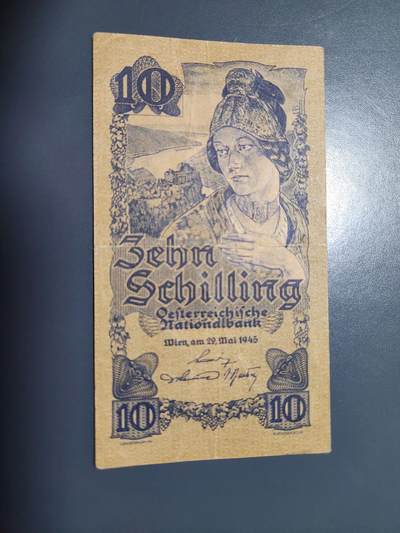 10
Zehn
Schilling
Oesterreichische
Nationalbank
Wien, am 29. Mai 1945
10
10